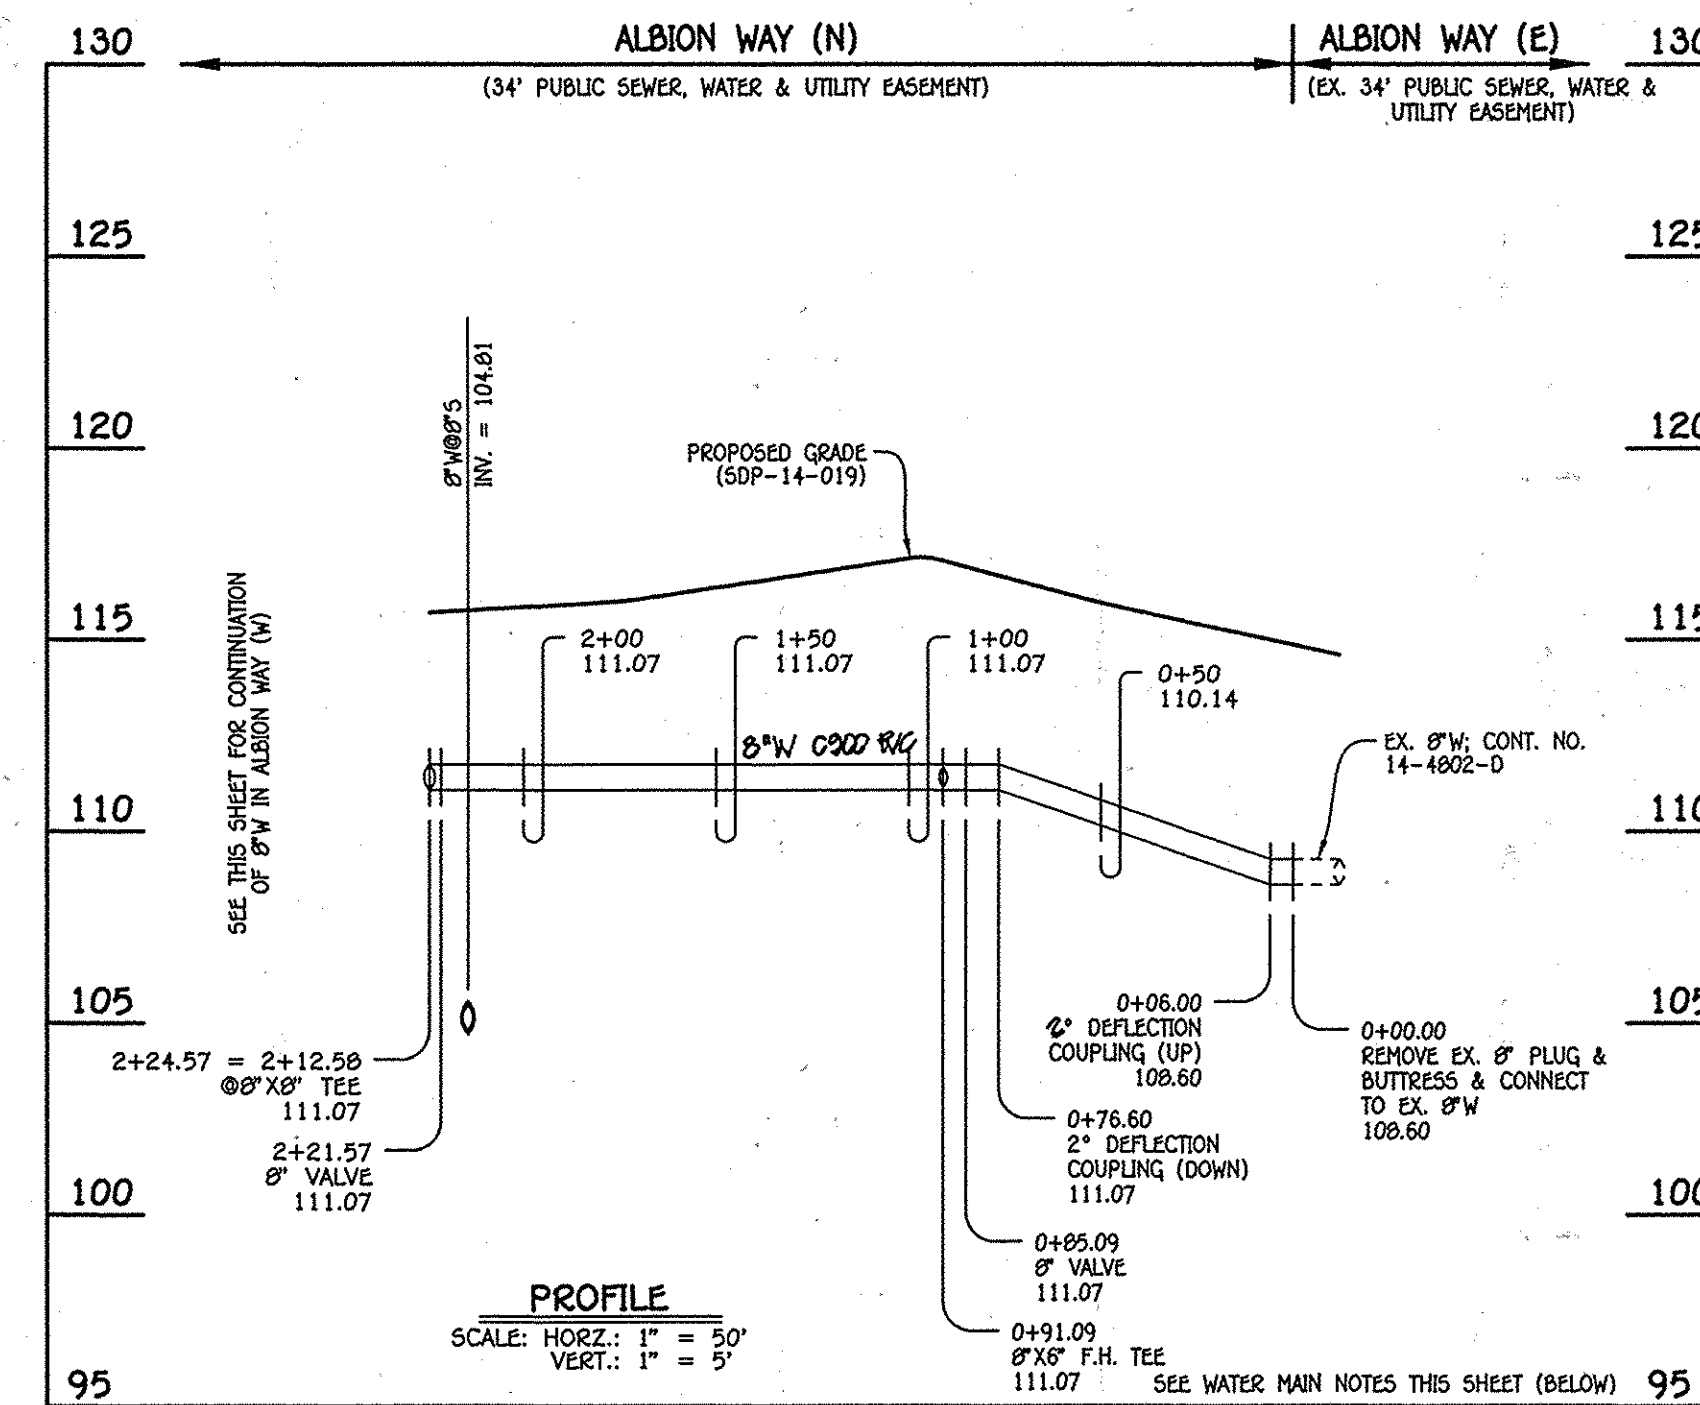 130
ALBION WAY (N)
ALBION WAY (E)
130
(34' PUBLIC SEWER, WATER & UTILITY EASEMENT)
(EX. 34' PUBLIC SEWER, WATER &
UTILITY EASEMENT)
125
125
120
120
8"W@8"S
INV. = 104.81
PROPOSED GRADE
(SDP-14-019)
115
115
SEE THIS SHEET FOR CONTINUATION
OF 8"W IN ALBION WAY (W)
2+00
111.07
1+50
111.07
1+00
111.07
0+50
110.14
8"W C900 PVC
EX. 8"W; CONT. NO.
14-4802-D
110
110
105
105
2+24.57 = 2+12.58
@8"X8" TEE
111.07
2+21.57
8" VALVE
111.07
0+06.00
2° DEFLECTION
COUPLING (UP)
108.60
0+00.00
REMOVE EX. 8" PLUG &
BUTTRESS & CONNECT
TO EX. 8"W
108.60
0+76.60
2° DEFLECTION
COUPLING (DOWN)
111.07
100
100
0+85.09
8" VALVE
111.07
0+91.09
8"X6" F.H. TEE
111.07
PROFILE
SCALE: HORZ.: 1" = 50'
VERT.: 1" = 5'
95
SEE WATER MAIN NOTES THIS SHEET (BELOW)
95